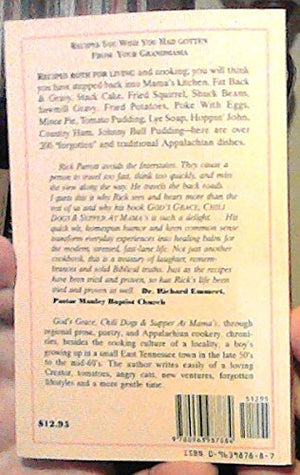 RECIPES YOU WISH YOU HAD GOTTEN
FROM YOUR GRANDMAMA
RECIPES BOTH FOR LIVING and cooking, you will think
you have stepped back into Mama's kitchen. Fat Back
& Gravy, Stack Cake, Fried Squirrel, Shuck Beans,
Sawmill Gravy, Fried Potatoes, Poke With Eggs,
Mince Pie, Tomato Pudding, Lye Soap, Hoppin' John,
Country Ham, Johnny Bull Pudding—here are over
200 "forgotten" and traditional Appalachian dishes.
Rick Parrott avoids the Interstates. They cause a
person to travel too fast, think too quickly, and miss
the view along the way. He travels the back roads.
I guess this is why Rick sees and hears more than the
rest of us and why his book GOD'S GRACE, CHILI
DOGS & SUPPER AT MAMA'S is such a delight. His
quick wit, homespun humor and keen common sense
transform everyday experiences into healing balm for
the modern, stressed, fast-lane life. Not just another
cookbook, this is a treasury of laughter, remem-
brances and solid Biblical truths. Just as the recipes
have been tried and proven, so has Rick's life been
tried and proven as well. Dr. Richard Emmert,
Pastor Manley Baptist Church
God's Grace, Chili Dogs & Supper At Mama's, through
regional prose, poetry, and Appalachian cookery, chroni-
cles, besides the cooking culture of a locality, a boy's
growing up in a small East Tennessee town in the late 50's
to the mid-60's. The author writes easily of a loving
Creator, tomatoes, angry cats, new ventures, forgotten
lifestyles and a more gentle time.
51295
$12.95
9780963987686
ISBN 0-9639876-8-7